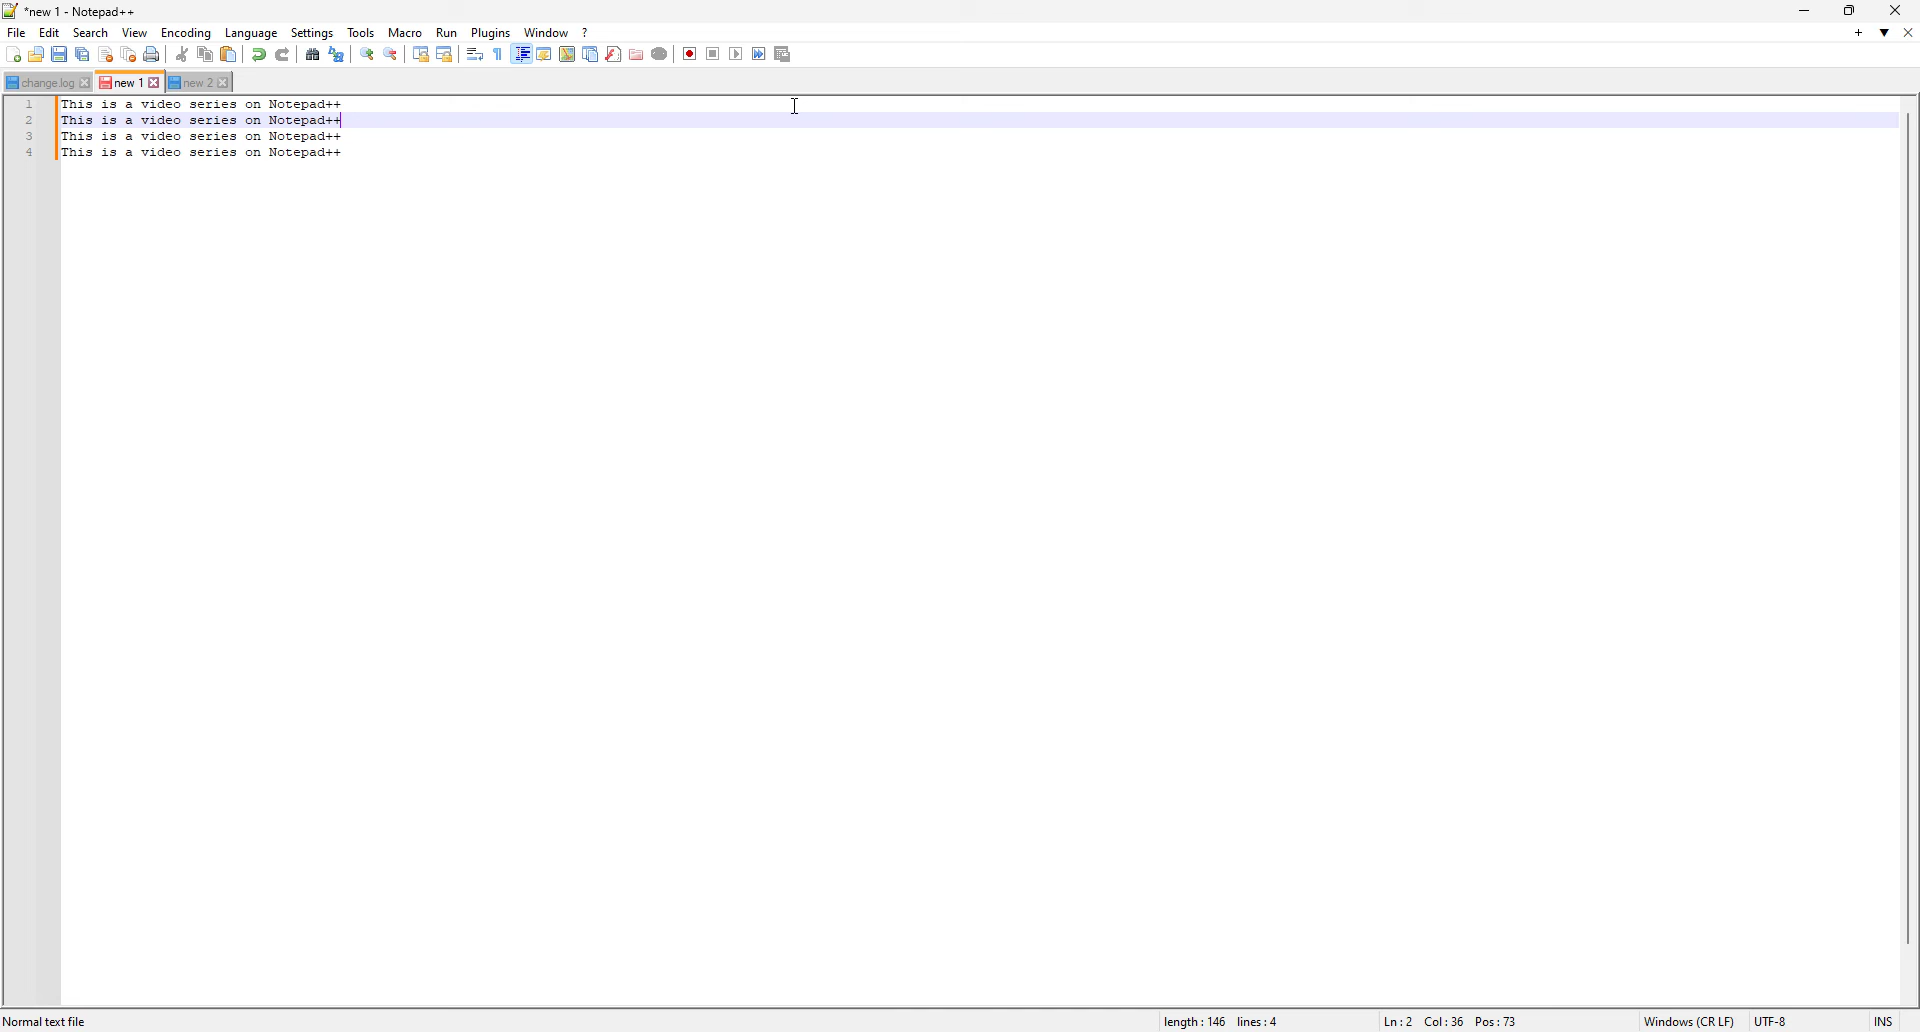 *new 1 - Notepad++
File Edit Search View Encoding Language Settings Tools Macro Run Plugins Window ?
change.log new 1 new 2
1 This is a video series on Notepad++
2 This is a video series on Notepad++
3 This is a video series on Notepad++
4 This is a video series on Notepad++
Normal text file length : 146 lines : 4 Ln : 2 Col : 36 Pos : 73 Windows (CR LF) UTF-8 INS